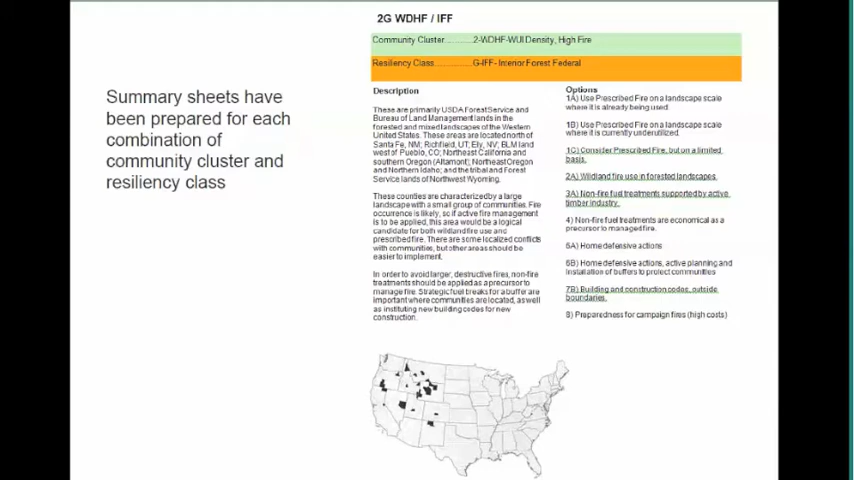 2G WDHF / IFF
Community Cluster..........2-WDHF-WUI Density, High Fire
Resiliency Class...............G-IFF- Interior Forest Federal
Summary sheets have
been prepared for each
combination of
community cluster and
resiliency class
Description
These are primarily USDA Forest Service and
Bureau of Land Management lands in the
forested and mixed landscapes of the Western
United States. These areas are located north of
Santa Fe, NM; Richfield, UT; Ely, NV; BLM land
west of Pueblo, CO; Northeast California and
southern Oregon (Altamont); Northeast Oregon
and Northern Idaho; and the tribal and Forest
Service lands of Northwest Wyoming.
These counties are characterized by a large
landscape with a small group of communities. Fire
occurrence is likely, so if active fire management
is to be applied, this area would be a logical
candidate for both wildland fire use and
prescribed fire. There are some localized conflicts
with communities, but other areas should be
easier to implement.
In order to avoid larger, destructive fires, non-fire
treatments should be applied as a precursor to
manage fire. Strategic fuel breaks for a buffer are
important where communities are located, as well
as instituting new building codes for new
construction.
Options
1A) Use Prescribed Fire on a landscape scale
where it is already being used
1B) Use Prescribed Fire on a landscape scale
where it is currently underutilized
1C) Consider Prescribed Fire, but on a limited
basis.
2A) Wildland fire use in forested landscapes.
3A) Non-fire fuel treatments supported by active
timber industry.
4) Non-fire fuel treatments are economical as a
precursor to managed fire.
6A) Home defensive actions
6B) Home defensive actions, active planning and
installation of buffers to protect communities
7B) Building and construction codes, outside
boundaries.
8) Preparedness for campaign fires (high costs)